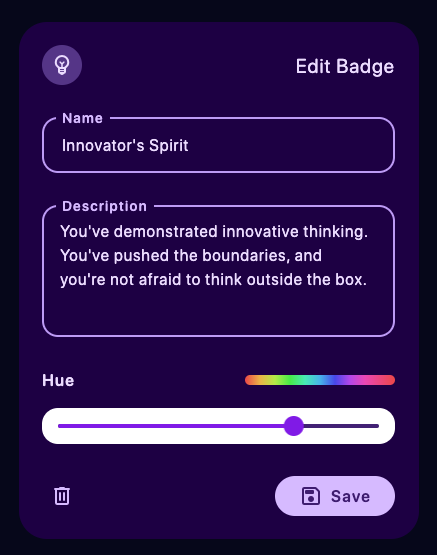 Edit Badge
Name
Innovator's Spirit
Description
You've demonstrated innovative thinking.
You've pushed the boundaries, and
you're not afraid to think outside the box.
Hue
Save